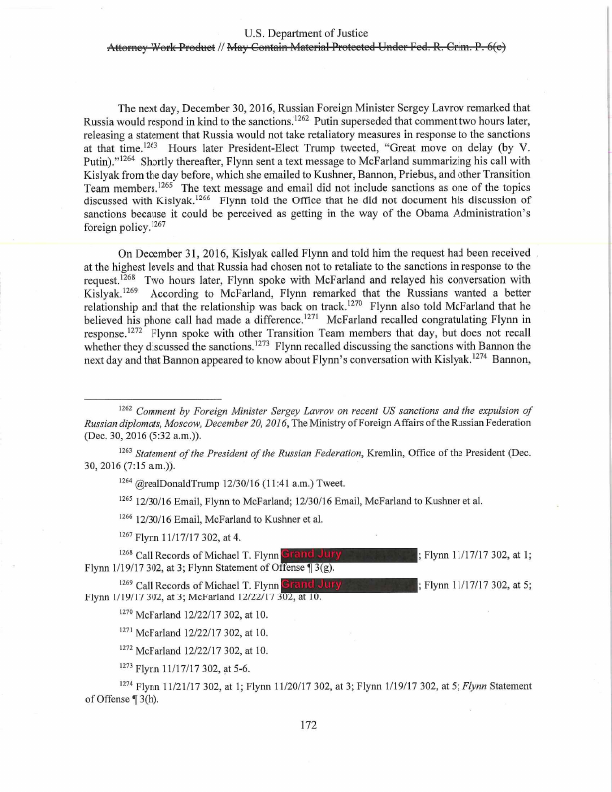 U.S. Department of Justice
Attorney Work Product // May Contain Material Protected Under Fed. R. Crim. P. 6(e)
The next day, December 30, 2016, Russian Foreign Minister Sergey Lavrov remarked that
Russia would respond in kind to the sanctions.1262 Putin superseded that comment two hours later,
releasing a statement that Russia would not take retaliatory measures in response to the sanctions
at that time.1263 Hours later President-Elect Trump tweeted, “Great move on delay (by V.
Putin).”1264 Shortly thereafter, Flynn sent a text message to McFarland summarizing his call with
Kislyak from the day before, which she emailed to Kushner, Bannon, Priebus, and other Transition
Team members.1265 The text message and email did not include sanctions as one of the topics
discussed with Kislyak.1266 Flynn told the Office that he did not document his discussion of
sanctions because it could be perceived as getting in the way of the Obama Administration’s
foreign policy.1267
On December 31, 2016, Kislyak called Flynn and told him the request had been received
at the highest levels and that Russia had chosen not to retaliate to the sanctions in response to the
request.1268 Two hours later, Flynn spoke with McFarland and relayed his conversation with
Kislyak.1269 According to McFarland, Flynn remarked that the Russians wanted a better
relationship and that the relationship was back on track.1270 Flynn also told McFarland that he
believed his phone call had made a difference.1271 McFarland recalled congratulating Flynn in
response.1272 Flynn spoke with other Transition Team members that day, but does not recall
whether they discussed the sanctions.1273 Flynn recalled discussing the sanctions with Bannon the
next day and that Bannon appeared to know about Flynn’s conversation with Kislyak.1274 Bannon,
1262 Comment by Foreign Minister Sergey Lavrov on recent US sanctions and the expulsion of
Russian diplomats, Moscow, December 20, 2016, The Ministry of Foreign Affairs of the Russian Federation
(Dec. 30, 2016 (5:32 a.m.)).
1263 Statement of the President of the Russian Federation, Kremlin, Office of the President (Dec.
30, 2016 (7:15 a.m.)).
1264 @realDonaldTrump 12/30/16 (11:41 a.m.) Tweet.
1265 12/30/16 Email, Flynn to McFarland; 12/30/16 Email, McFarland to Kushner et al.
1266 12/30/16 Email, McFarland to Kushner et al.
1267 Flynn 11/17/17 302, at 4.
1268 Call Records of Michael T. Flynn Grand Jury ; Flynn 11/17/17 302, at 1;
Flynn 1/19/17 302, at 3; Flynn Statement of Offense ¶ 3(g).
1269 Call Records of Michael T. Flynn Grand Jury ; Flynn 11/17/17 302, at 5;
Flynn 1/19/17 302, at 3; McFarland 12/22/17 302, at 10.
1270 McFarland 12/22/17 302, at 10.
1271 McFarland 12/22/17 302, at 10.
1272 McFarland 12/22/17 302, at 10.
1273 Flynn 11/17/17 302, at 5-6.
1274 Flynn 11/21/17 302, at 1; Flynn 11/20/17 302, at 3; Flynn 1/19/17 302, at 5; Flynn Statement
of Offense ¶ 3(h).
172